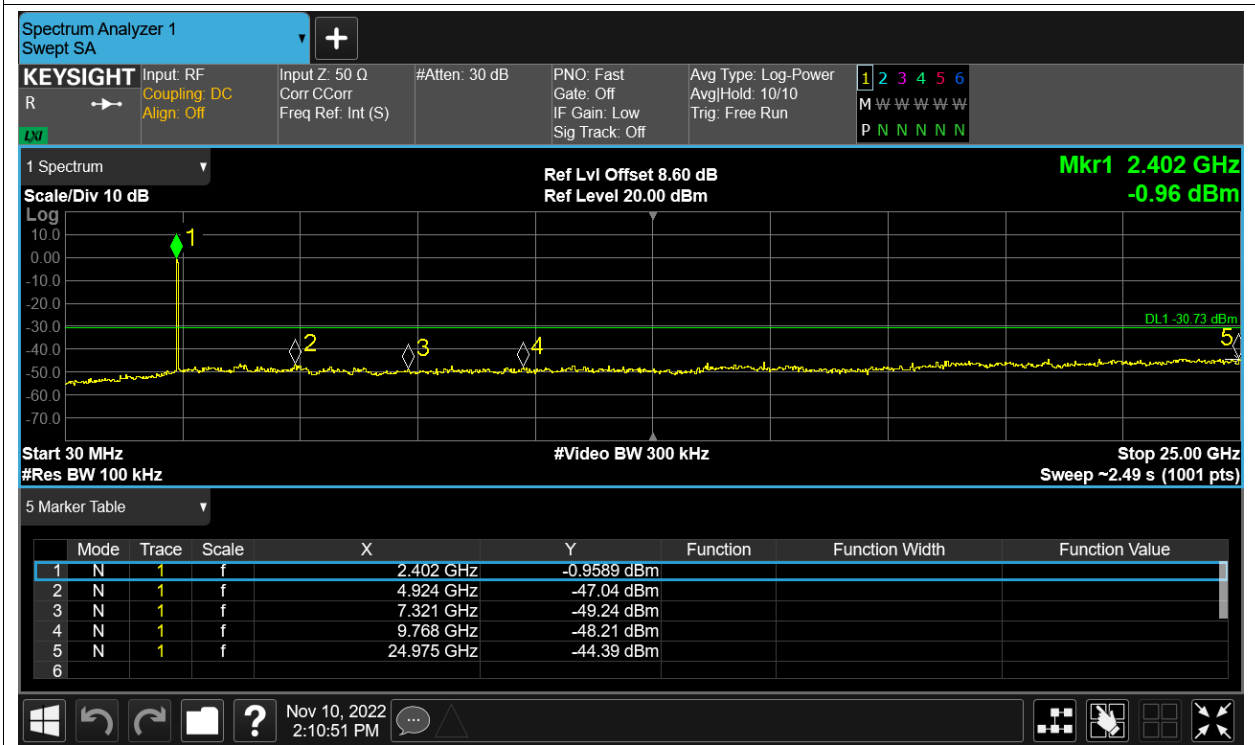 Spectrum Analyzer 1
Swept SA
▼
+
KEYSIGHT Input: RF Input Z: 50 Ω #Atten: 30 dB PNO: Fast Avg Type: Log-Power 1 2 3 4 5 6
R Coupling: DC Corr CCorr Gate: Off Avg|Hold: 10/10 M W W W W W
Align: Off Freq Ref: Int (S) IF Gain: Low Trig: Free Run
LXI Sig Track: Off P N N N N N
1 Spectrum ▼ Ref Lvl Offset 8.60 dB Mkr1 2.402 GHz
Scale/Div 10 dB Ref Level 20.00 dBm -0.96 dBm
Log
10.0
1
0.00
-10.0
-20.0
DL1 -30.73 dBm
-30.0
2 3 4 5
-40.0
-50.0
-60.0
-70.0
Start 30 MHz #Video BW 300 kHz Stop 25.00 GHz
#Res BW 100 kHz Sweep ~2.49 s (1001 pts)
5 Marker Table ▼
Mode Trace Scale X Y Function Function Width Function Value
1 N 1 f 2.402 GHz -0.9589 dBm
2 N 1 f 4.924 GHz -47.04 dBm
3 N 1 f 7.321 GHz -49.24 dBm
4 N 1 f 9.768 GHz -48.21 dBm
5 N 1 f 24.975 GHz -44.39 dBm
6
? Nov 10, 2022
2:10:51 PM